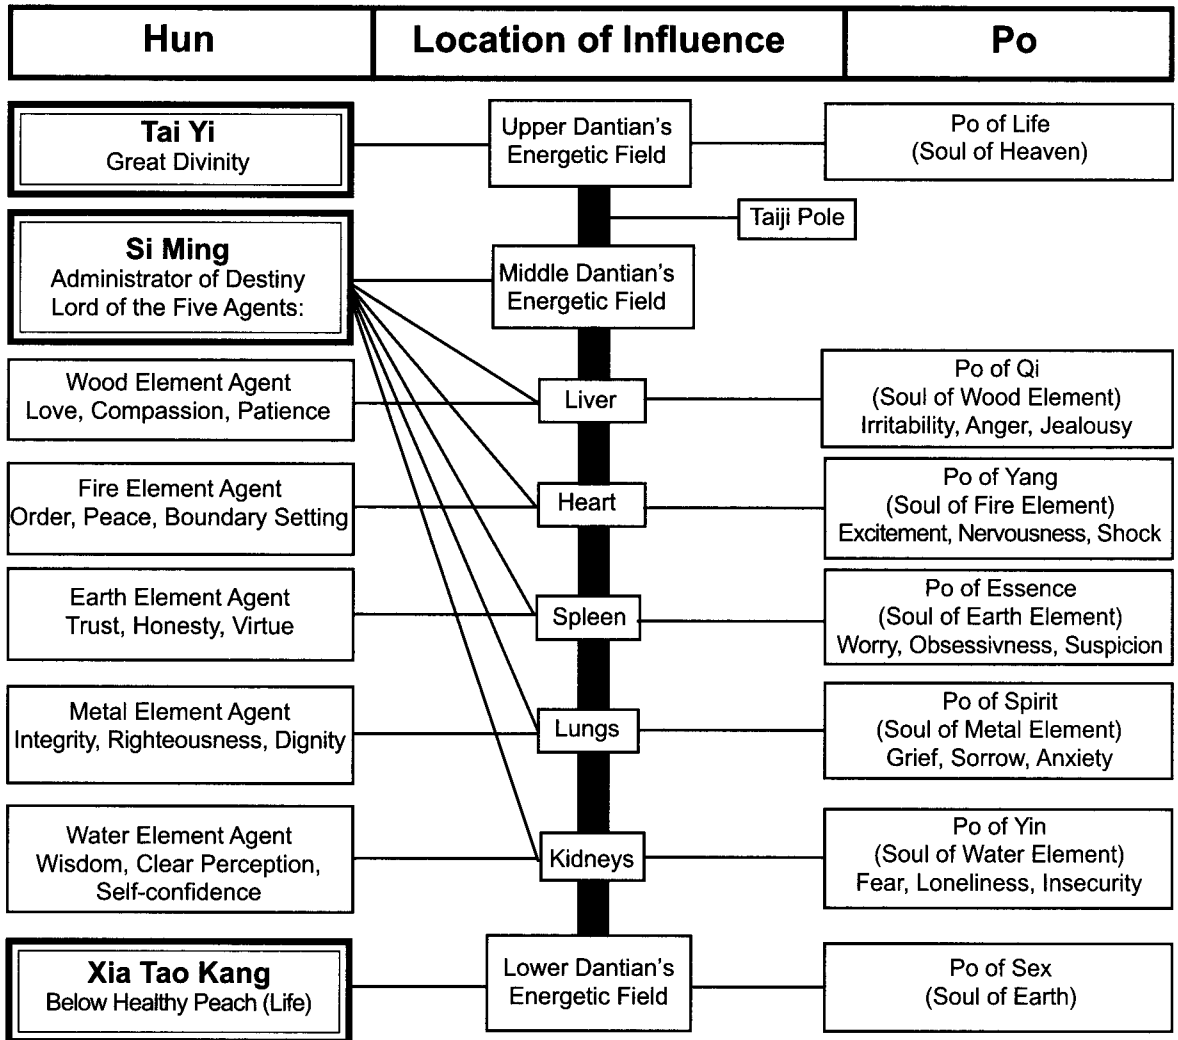 Hun
Location of Influence
Po
Tai Yi
Great Divinity
Upper Dantian's
Energetic Field
Po of Life
(Soul of Heaven)
Taiji Pole
Si Ming
Administrator of Destiny
Lord of the Five Agents:
Middle Dantian's
Energetic Field
Wood Element Agent
Love, Compassion, Patience
Liver
Po of Qi
(Soul of Wood Element)
Irritability, Anger, Jealousy
Fire Element Agent
Order, Peace, Boundary Setting
Heart
Po of Yang
(Soul of Fire Element)
Excitement, Nervousness, Shock
Earth Element Agent
Trust, Honesty, Virtue
Spleen
Po of Essence
(Soul of Earth Element)
Worry, Obsessivness, Suspicion
Metal Element Agent
Integrity, Righteousness, Dignity
Lungs
Po of Spirit
(Soul of Metal Element)
Grief, Sorrow, Anxiety
Water Element Agent
Wisdom, Clear Perception,
Self-confidence
Kidneys
Po of Yin
(Soul of Water Element)
Fear, Loneliness, Insecurity
Xia Tao Kang
Below Healthy Peach (Life)
Lower Dantian's
Energetic Field
Po of Sex
(Soul of Earth)